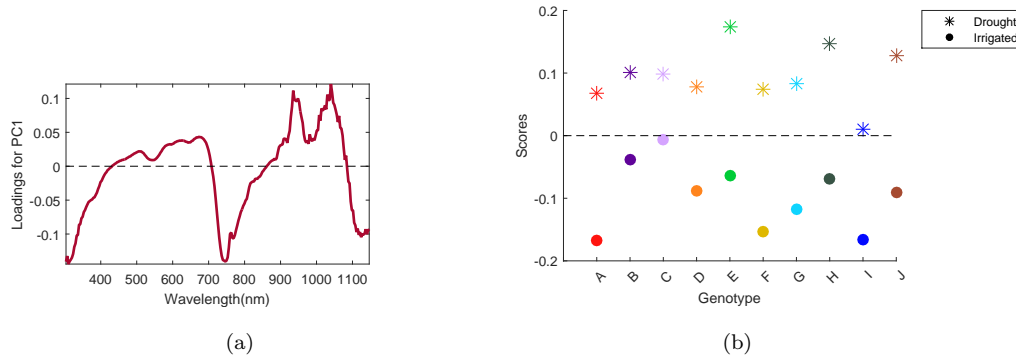 Loadings for PC1
0.1
0.05
0
-0.05
-0.1
400 500 600 700 800 900 1000 1100
Wavelength(nm)
(a)
Scores
0.2
0.1
0
-0.1
-0.2
A B C D E F G H I J
Genotype
Drought
Irrigated
(b)